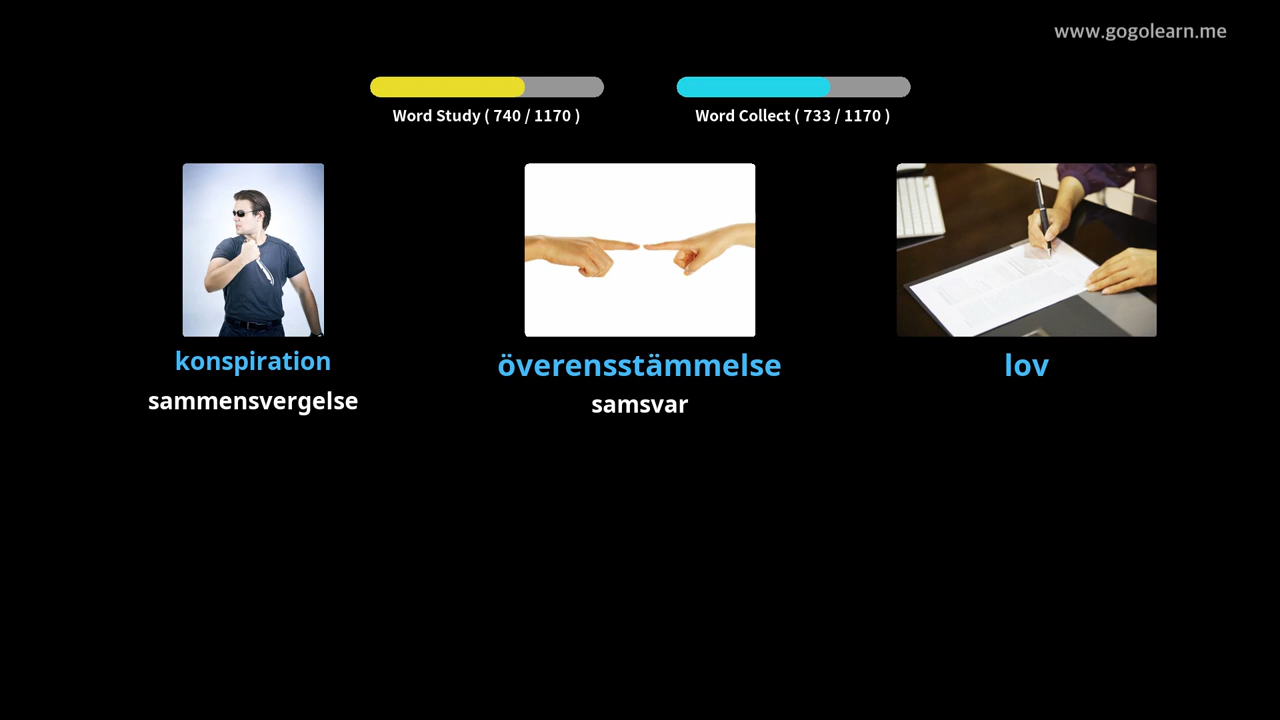 www.gogolearn.me
Word Study ( 740 / 1170 )
Word Collect ( 733 / 1170 )
konspiration
överensstämmelse
lov
sammensvergelse
samsvar